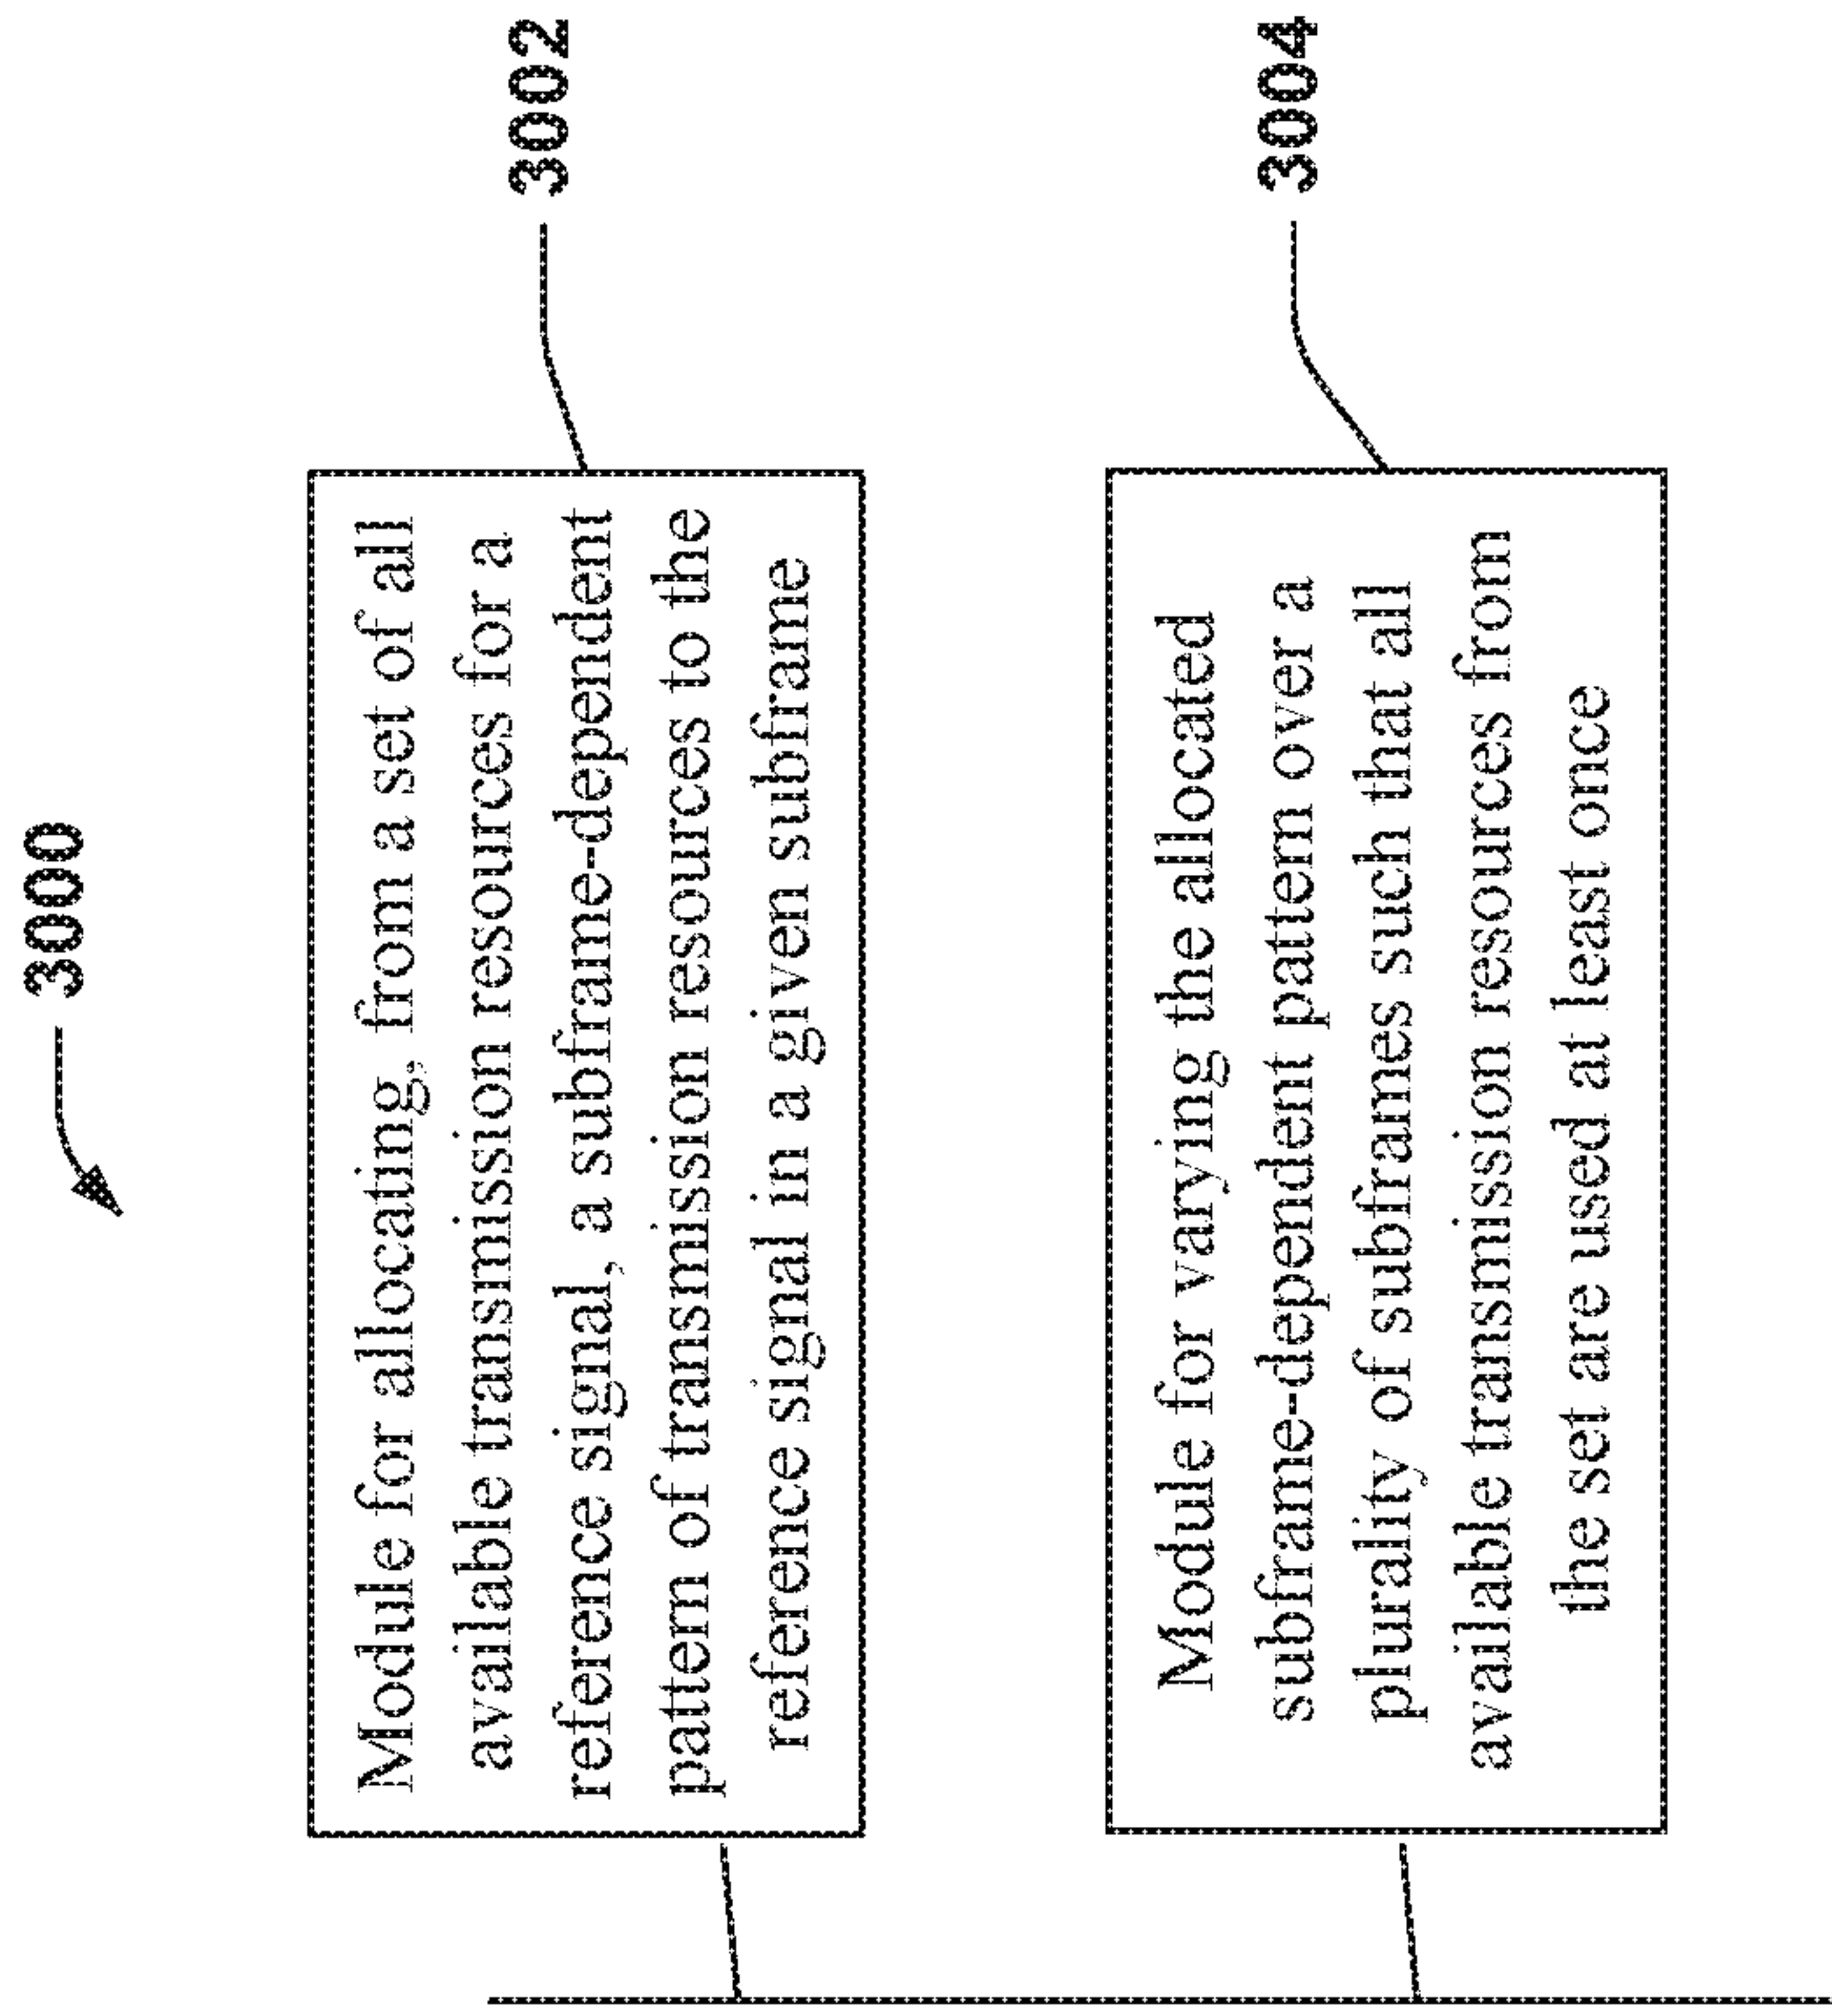 3000
Module for allocating, from a set of all
available transmission resources for a
reference signal, a subframe-dependent
pattern of transmission resources to the
reference signal in a given subframe
3002
Module for varying the allocated
subframe-dependent pattern over a
plurality of subframes such that all
available transmission resources from
the set are used at least once
3004